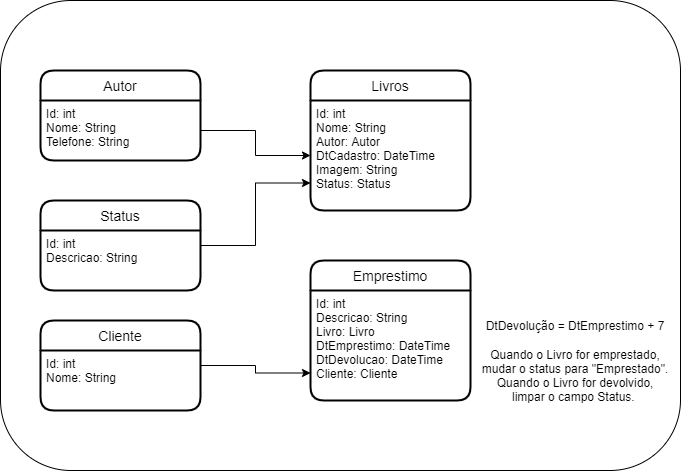 Autor
Id: int
Nome: String
Telefone: String
Livros
Id: int
Nome: String
Autor: Autor
DtCadastro: DateTime
Imagem: String
Status: Status
Status
Id: int
Descricao: String
Emprestimo
Id: int
Descricao: String
Livro: Livro
DtEmprestimo: DateTime
DtDevolucao: DateTime
Cliente: Cliente
Cliente
Id: int
Nome: String
DtDevolução = DtEmprestimo + 7
Quando o Livro for emprestado,
mudar o status para "Emprestado".
Quando o Livro for devolvido,
limpar o campo Status.